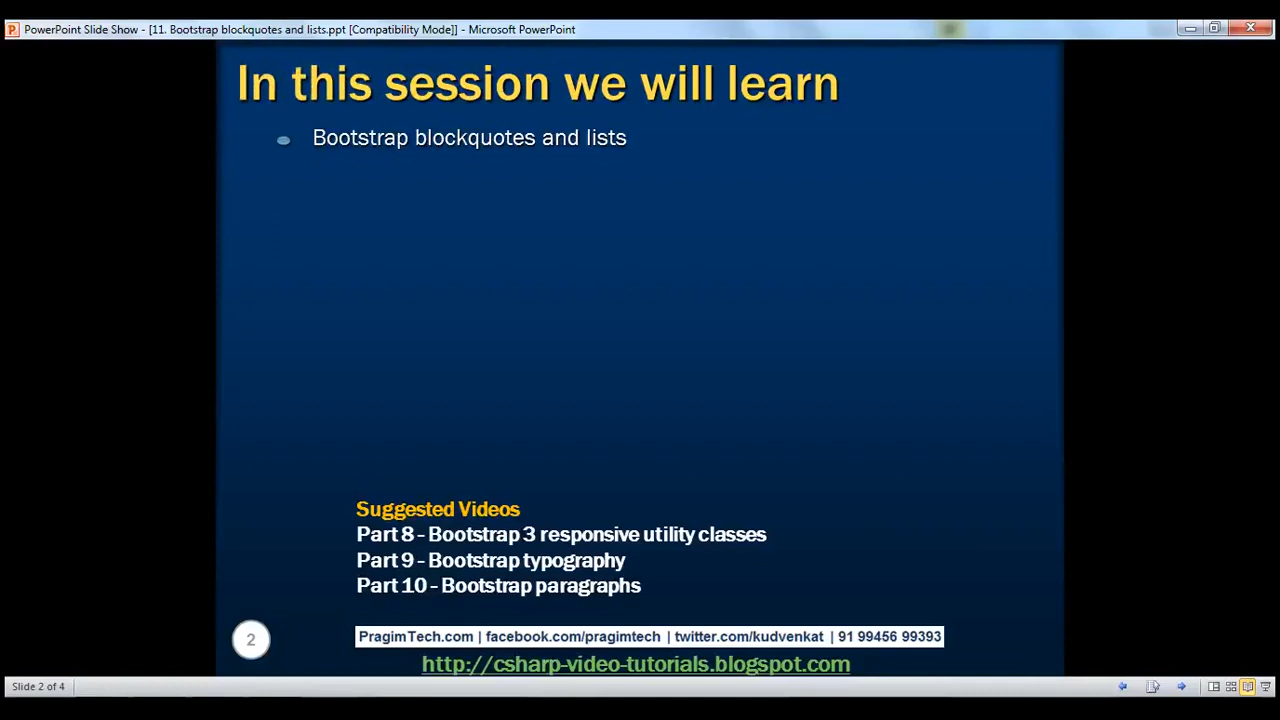 PowerPoint Slide Show - [11. Bootstrap blockquotes and lists.ppt [Compatibility Mode]] - Microsoft PowerPoint
In this session we will learn
Bootstrap blockquotes and lists
Suggested Videos
Part 8 - Bootstrap 3 responsive utility classes
Part 9 - Bootstrap typography
Part 10 - Bootstrap paragraphs
2
PragimTech.com | facebook.com/pragimtech | twitter.com/kudvenkat | 91 99456 99393
http://csharp-video-tutorials.blogspot.com
Slide 2 of 4